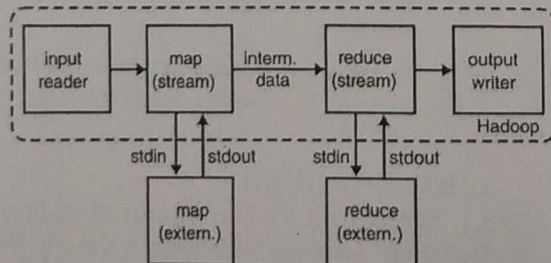 input
reader
map
(stream)
interm.
data
reduce
(stream)
output
writer
Hadoop
stdin
stdout
stdin
stdout
map
(extern.)
reduce
(extern.)